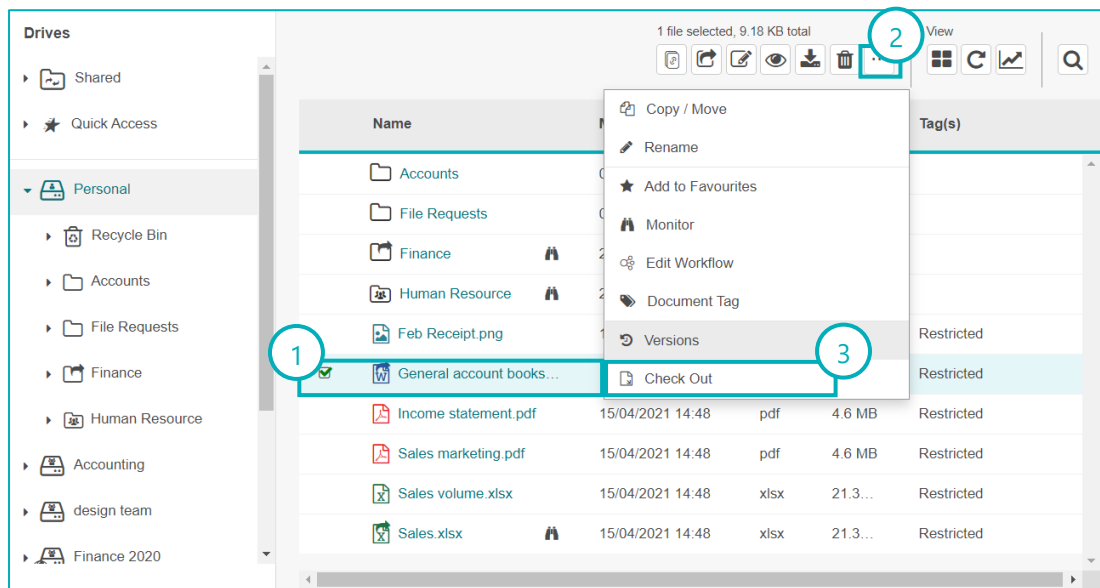 Drives
Shared
Quick Access
Personal
Recycle Bin
Accounts
File Requests
Finance
Human Resource
Accounting
design team
Finance 2020
1 file selected, 9.18 KB total
View
2
Name
Tag(s)
Accounts
File Requests
Finance
Human Resource
Feb Receipt.png
Restricted
1
General account books...
Restricted
Income statement.pdf 15/04/2021 14:48 pdf 4.6 MB Restricted
Sales marketing.pdf 15/04/2021 14:48 pdf 4.6 MB Restricted
Sales volume.xlsx 15/04/2021 14:48 xlsx 21.3... Restricted
Sales.xlsx 15/04/2021 14:48 xlsx 21.3... Restricted
Copy / Move
Rename
Add to Favourites
Monitor
Edit Workflow
Document Tag
Versions
3
Check Out